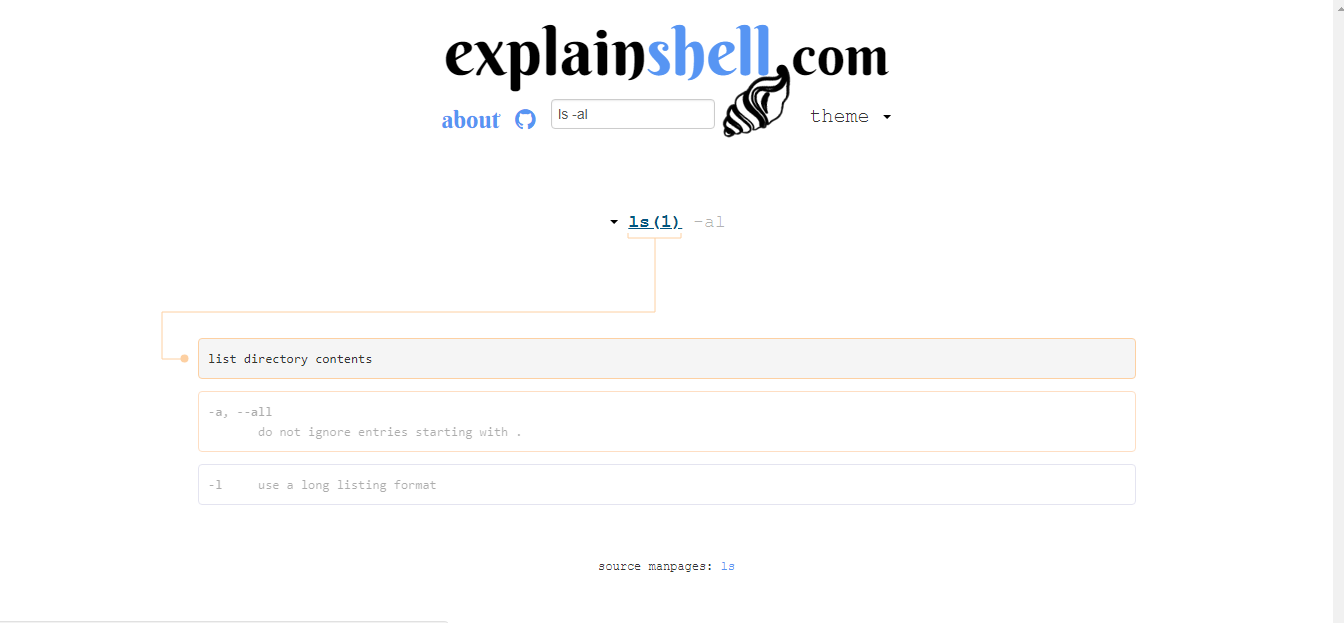 explainshell.com
about ls -al theme
ls(1) -al
list directory contents
-a, --all
do not ignore entries starting with .
-l use a long listing format
source manpages: ls